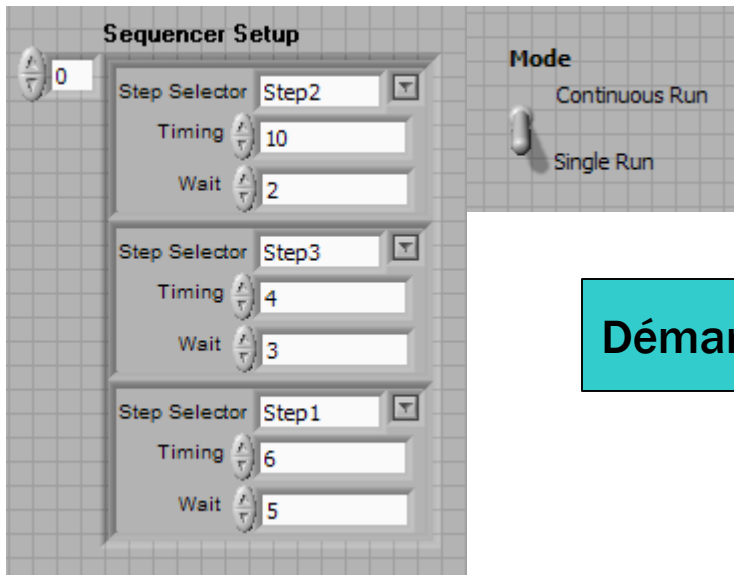 Sequencer Setup
0
Step Selector Step2
Timing 10
Wait 2
Step Selector Step3
Timing 4
Wait 3
Step Selector Step1
Timing 6
Wait 5
Mode
Continuous Run
Single Run